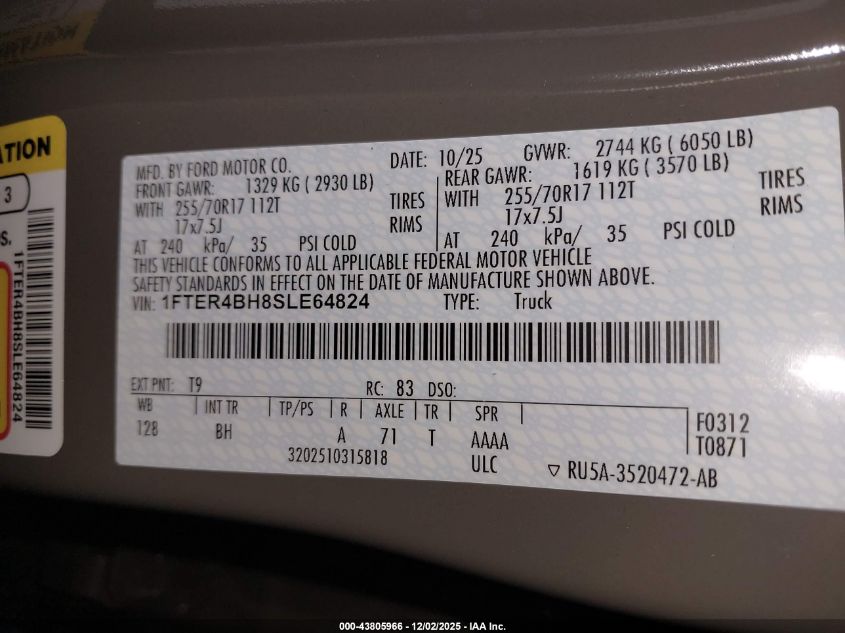 ATION
3
S.
1FTER4BH8SLE64824
MFD. BY FORD MOTOR CO.
DATE: 10/25 GVWR: 2744 KG ( 6050 LB)
FRONT GAWR: 1329 KG ( 2930 LB)
WITH 255/70R17 112T TIRES
17x7.5J RIMS
AT 240 kPa/ 35 PSI COLD
REAR GAWR: 1619 KG ( 3570 LB)
WITH 255/70R17 112T TIRES
17x7.5J RIMS
AT 240 kPa/ 35 PSI COLD
THIS VEHICLE CONFORMS TO ALL APPLICABLE FEDERAL MOTOR VEHICLE
SAFETY STANDARDS IN EFFECT ON THE DATE OF MANUFACTURE SHOWN ABOVE.
VIN: 1FTER4BH8SLE64824 TYPE: Truck
EXT PNT: T9 RC: 83 DSO:
WB INT TR TP/PS R AXLE TR SPR
128 BH A 71 T AAAA
F0312
T0871
3202510315818 ULC RU5A-3520472-AB
000-43805966 - 12/02/2025 - IAA Inc.